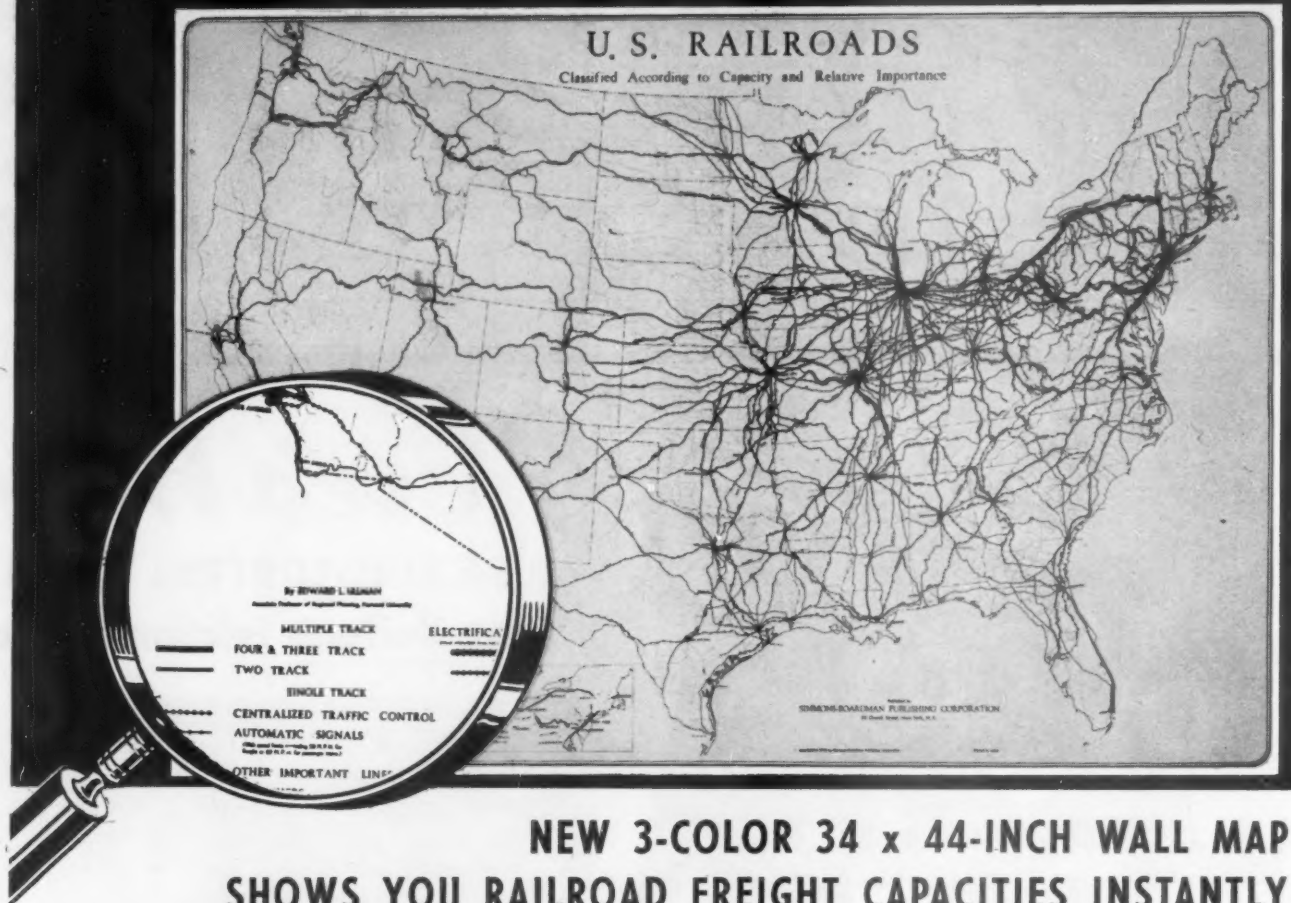 U. S. RAILROADS
Classified According to Capacity and Relative Importance
By EDWARD L. ULLMAN
Associate Professor of Regional Planning, Harvard University
MULTIPLE TRACK
ELECTRIFICA
FOUR & THREE TRACK
TWO TRACK
SINGLE TRACK
CENTRALIZED TRAFFIC CONTROL
AUTOMATIC SIGNALS
OTHER IMPORTANT LINES
SIMMONS-BOARDMAN PUBLISHING CORPORATION
NEW 3-COLOR 34 x 44-INCH WALL MAP
SHOWS YOU RAILROAD FREIGHT CAPACITIES INSTANTLY